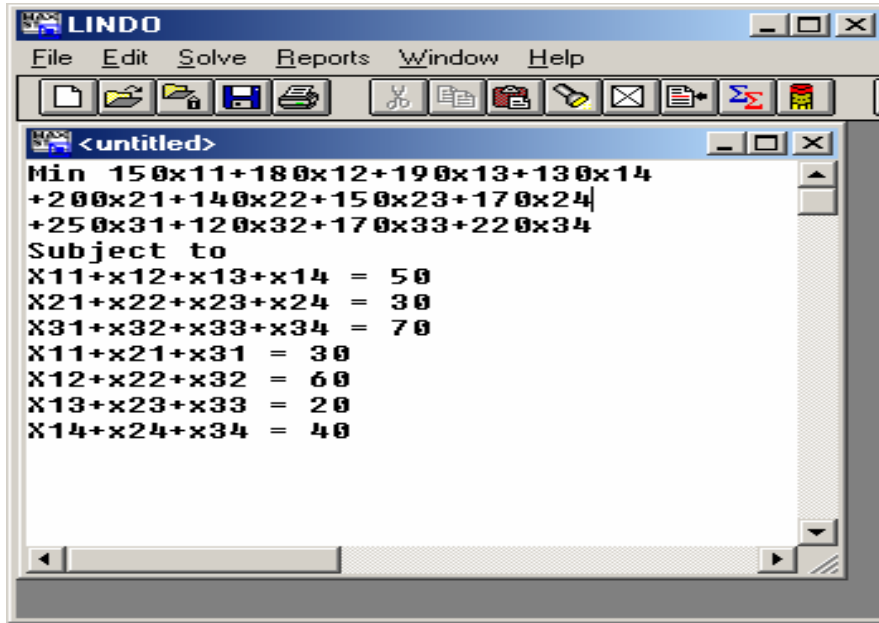 LINDO
File Edit Solve Reports Window Help
<untitled>
Min 150x11+180x12+190x13+130x14
+200x21+140x22+150x23+170x24
+250x31+120x32+170x33+220x34
Subject to
X11+x12+x13+x14 = 50
X21+x22+x23+x24 = 30
X31+x32+x33+x34 = 70
X11+x21+x31 = 30
X12+x22+x32 = 60
X13+x23+x33 = 20
X14+x24+x34 = 40